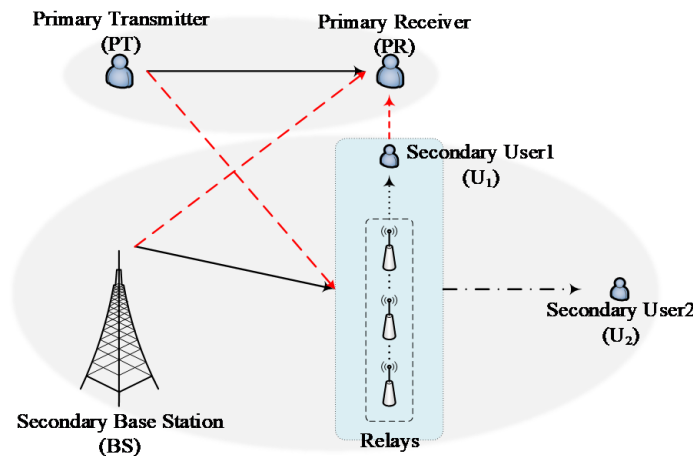 Primary Transmitter
(PT)
Primary Receiver
(PR)
Secondary User1
(U1)
Secondary User2
(U2)
Secondary Base Station
(BS)
Relays